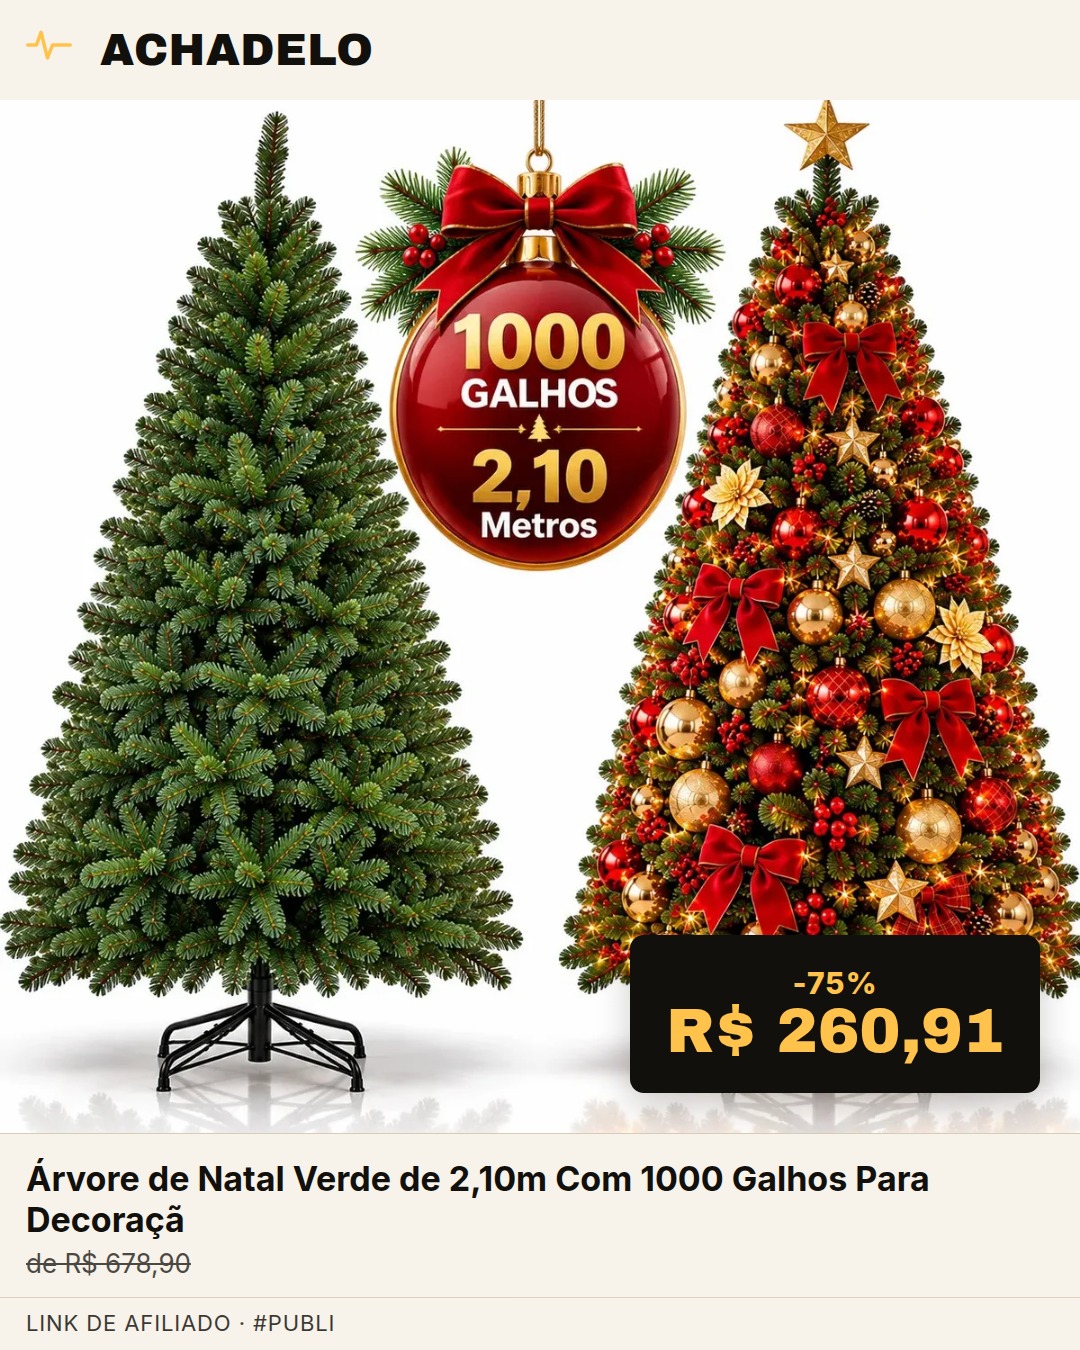 ACHADELO
1000
GALHOS
2,10
Metros
-75%
R$ 260,91
Árvore de Natal Verde de 2,10m Com 1000 Galhos Para
Decoraçã
de R$ 678,90
LINK DE AFILIADO · #PUBLI